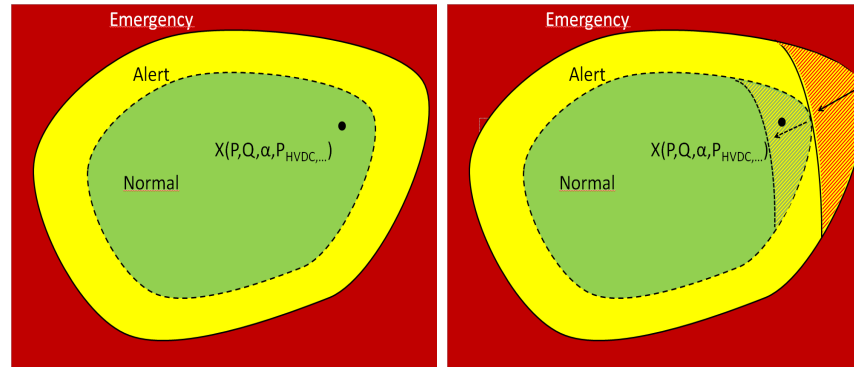 Emergency
Alert
X(P,Q,α,PHVDC,...)
Normal
Emergency
Alert
X(P,Q,α,PHVDC,...)
Normal